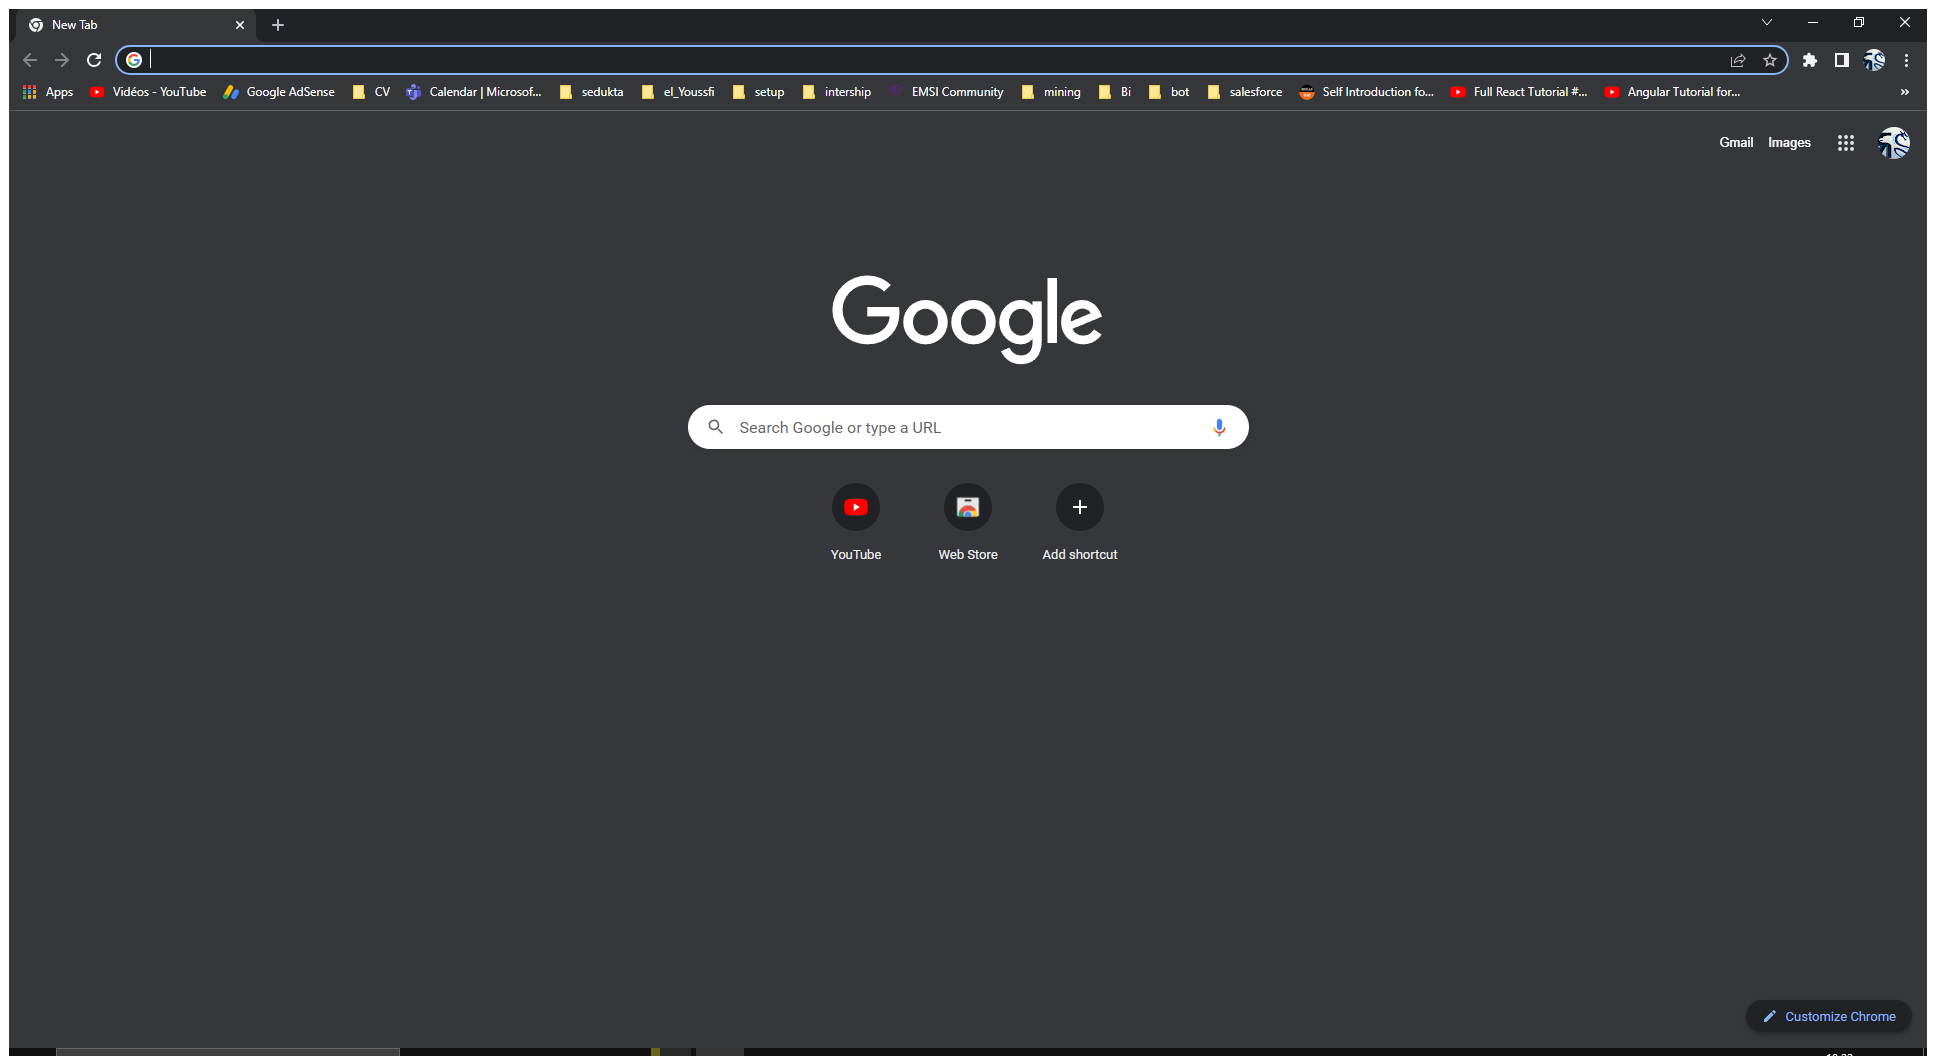 New Tab
Apps Vidéos - YouTube Google AdSense CV Calendar | Microsof... sedukta el_Youssfi setup intership EMSI Community mining Bi bot salesforce Self Introduction fo... Full React Tutorial #... Angular Tutorial for...
Gmail Images
Google
Search Google or type a URL
YouTube Web Store Add shortcut
Customize Chrome